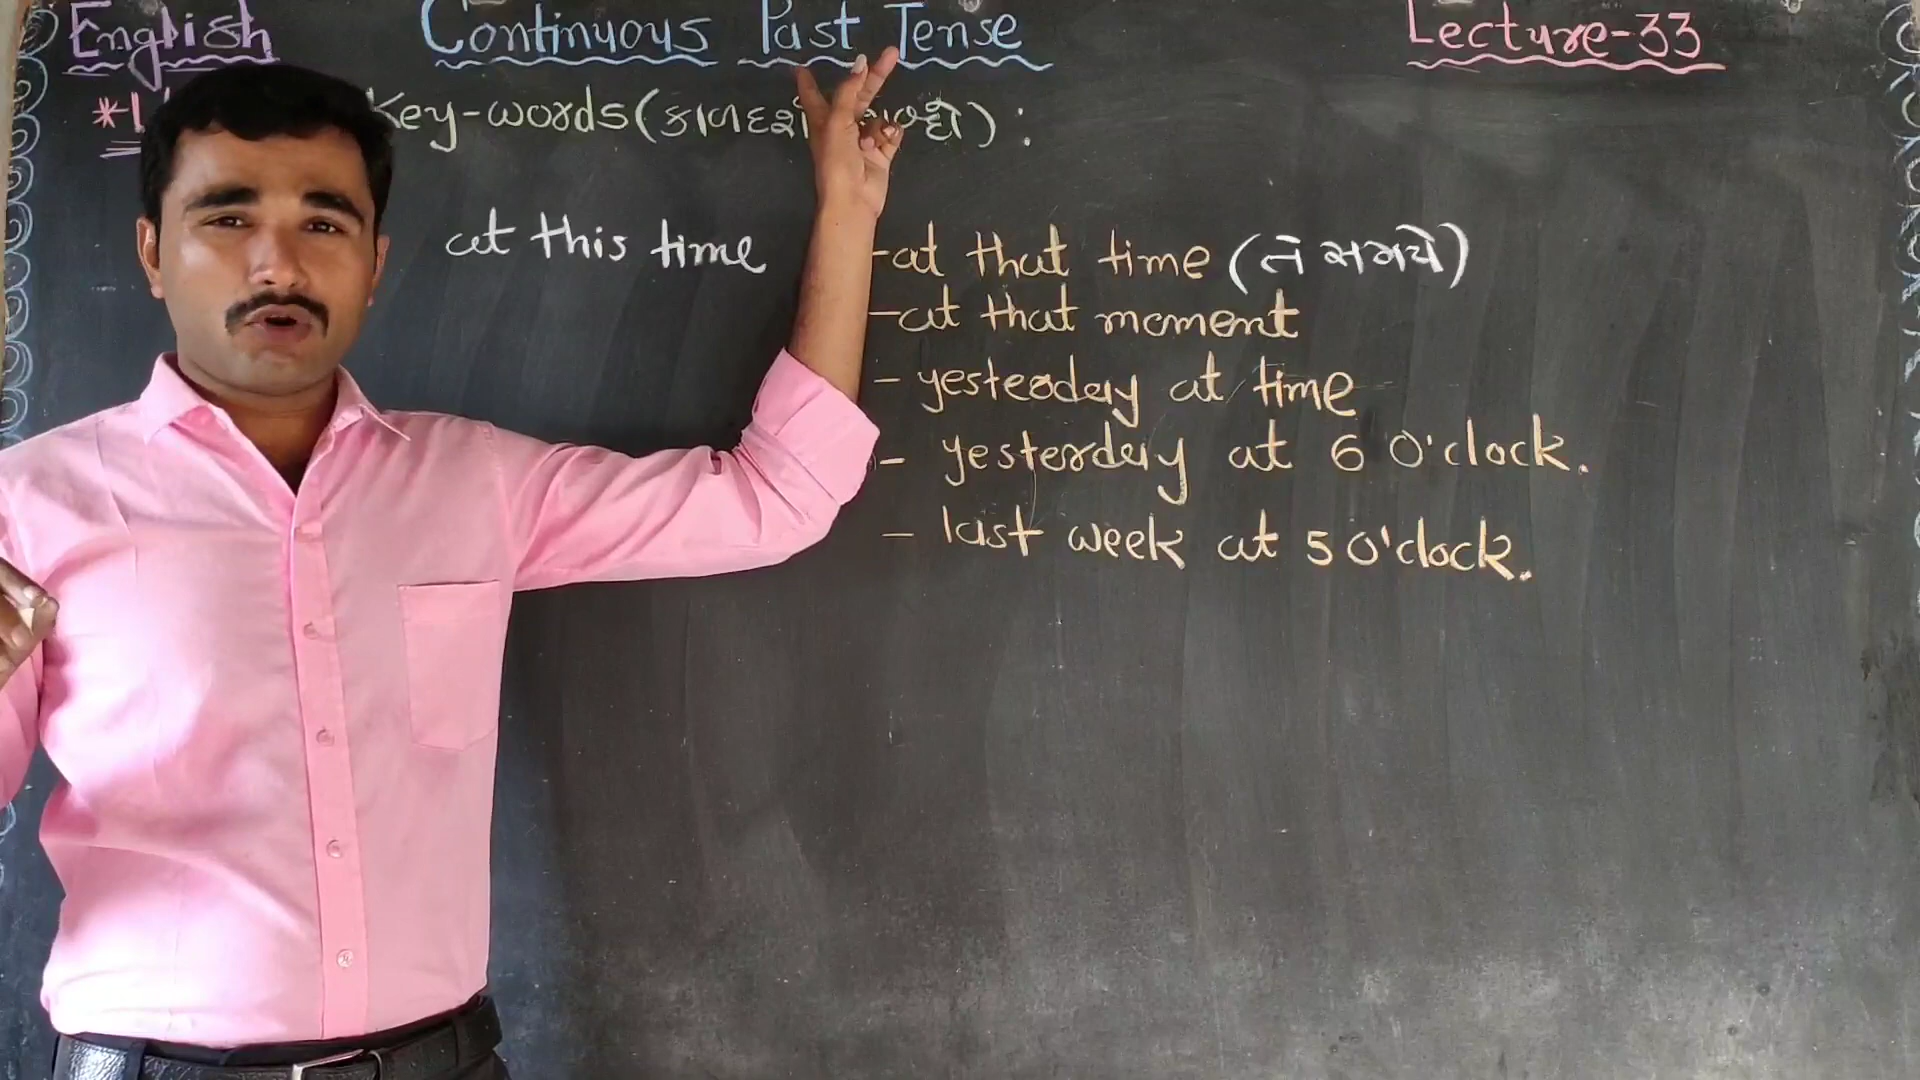 English Continuous Past Tense Lecture-33
Key-words (કાળદર્શ
at this time
-at that time (તે સમયે)
-at that moment
- yesterday at time
- yesterday at 6 O'clock.
- last week at 5 O'clock.